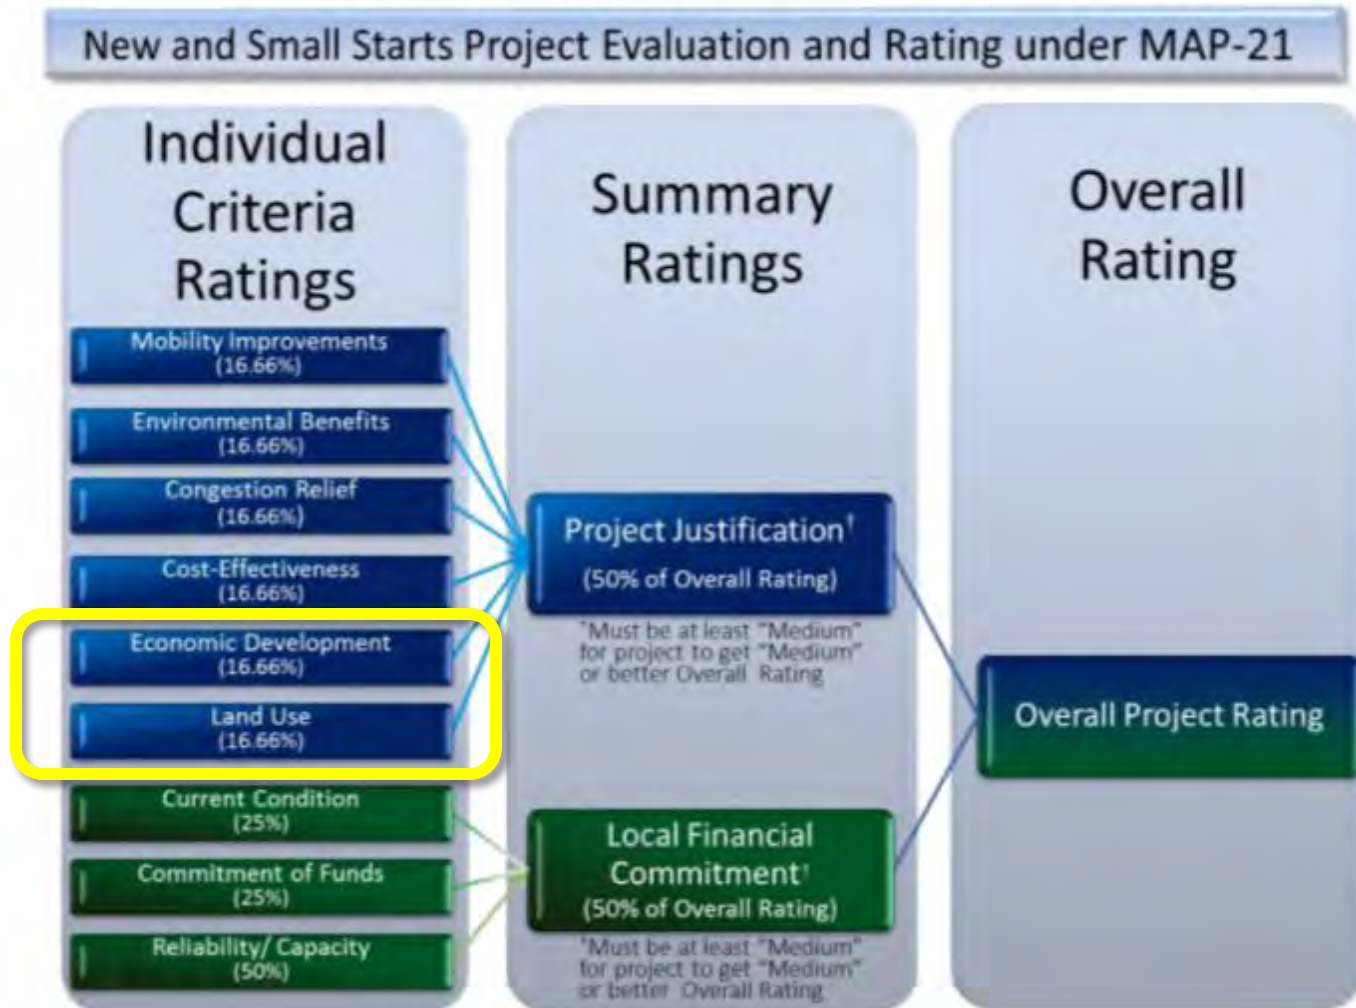 New and Small Starts Project Evaluation and Rating under MAP-21
Individual
Criteria
Ratings
Mobility Improvements
(16.66%)
Environmental Benefits
(16.66%)
Congestion Relief
(16.66%)
Cost-Effectiveness
(16.66%)
Economic Development
(16.66%)
Land Use
(16.66%)
Current Condition
(25%)
Commitment of Funds
(25%)
Reliability/ Capacity
(50%)
Summary
Ratings
Project Justification†
(50% of Overall Rating)
†Must be at least "Medium"
for project to get "Medium"
or better Overall Rating
Local Financial
Commitment†
(50% of Overall Rating)
†Must be at least "Medium"
for project to get "Medium"
or better Overall Rating
Overall
Rating
Overall Project Rating